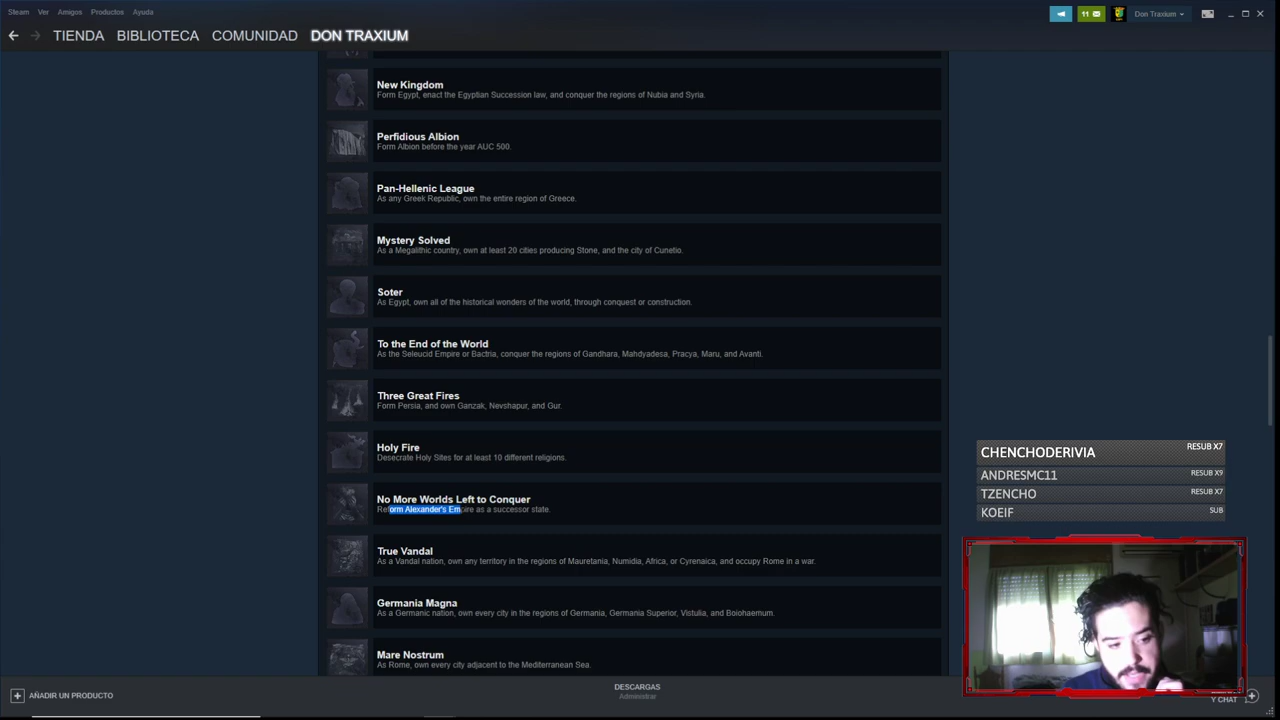 Steam Ver Amigos Productos Ayuda
11
Don Traxium
TIENDA BIBLIOTECA COMUNIDAD DON TRAXIUM
New Kingdom
Form Egypt, enact the Egyptian Succession law, and conquer the regions of Nubia and Syria.
Perfidious Albion
Form Albion before the year AUC 500.
Pan-Hellenic League
As any Greek Republic, own the entire region of Greece.
Mystery Solved
As a Megalithic country, own at least 20 cities producing Stone, and the city of Cunetio.
Soter
As Egypt, own all of the historical wonders of the world, through conquest or construction.
To the End of the World
As the Seleucid Empire or Bactria, conquer the regions of Gandhara, Mahdyadesa, Pracya, Maru, and Avanti.
Three Great Fires
Form Persia, and own Ganzak, Nevshapur, and Gur.
Holy Fire
Desecrate Holy Sites for at least 10 different religions.
No More Worlds Left to Conquer
Reform Alexander's Empire as a successor state.
True Vandal
As a Vandal nation, own any territory in the regions of Mauretania, Numidia, Africa, or Cyrenaica, and occupy Rome in a war.
Germania Magna
As a Germanic nation, own every city in the regions of Germania, Germania Superior, Vistulia, and Boiohaemum.
Mare Nostrum
As Rome, own every city adjacent to the Mediterranean Sea.
CHENCHODERIVIA RESUB X7
ANDRESMC11 RESUB X9
TZENCHO RESUB X7
KOEIF SUB
AÑADIR UN PRODUCTO
DESCARGAS
Administrar
Y CHAT